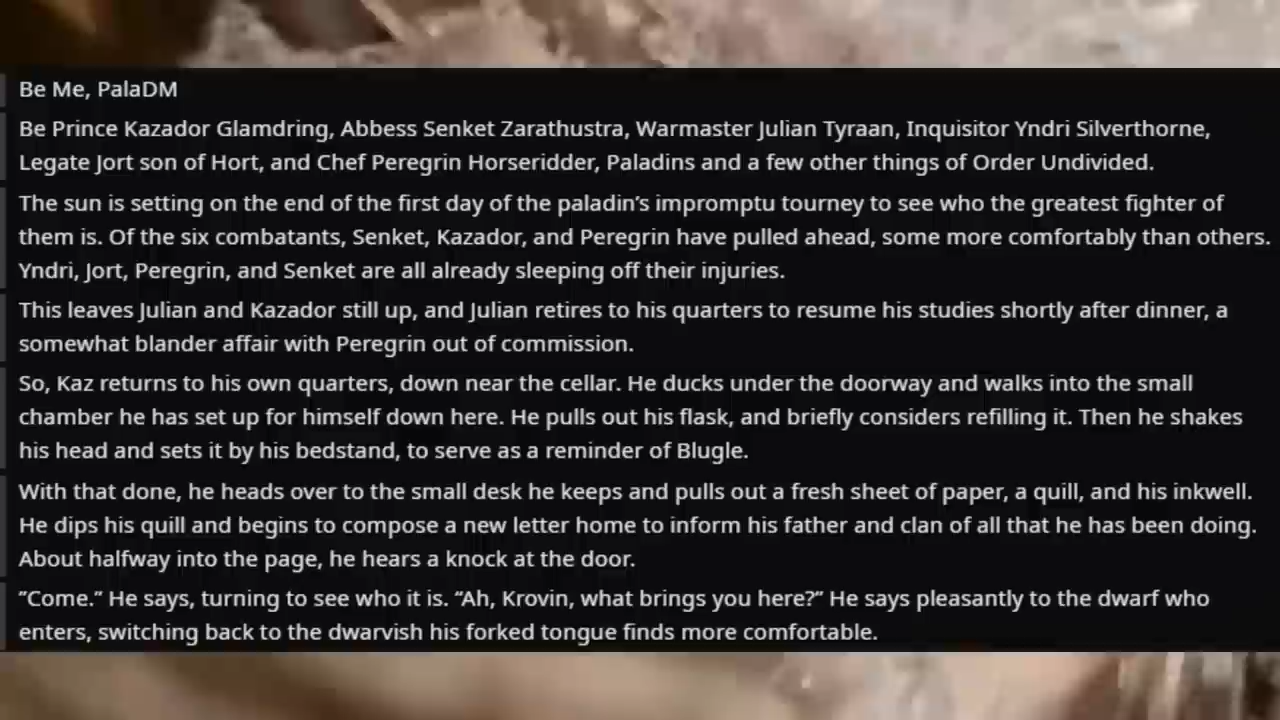 Be Me, PalaDM
Be Prince Kazador Glamdring, Abbess Senket Zarathustra, Warmaster Julian Tyraan, Inquisitor Yndri Silverthorne,
Legate Jort son of Hort, and Chef Peregrin Horseridder, Paladins and a few other things of Order Undivided.
The sun is setting on the end of the first day of the paladin’s impromptu tourney to see who the greatest fighter of
them is. Of the six combatants, Senket, Kazador, and Peregrin have pulled ahead, some more comfortably than others.
Yndri, Jort, Peregrin, and Senket are all already sleeping off their injuries.
This leaves Julian and Kazador still up, and Julian retires to his quarters to resume his studies shortly after dinner, a
somewhat blander affair with Peregrin out of commission.
So, Kaz returns to his own quarters, down near the cellar. He ducks under the doorway and walks into the small
chamber he has set up for himself down here. He pulls out his flask, and briefly considers refilling it. Then he shakes
his head and sets it by his bedstand, to serve as a reminder of Blugle.
With that done, he heads over to the small desk he keeps and pulls out a fresh sheet of paper, a quill, and his inkwell.
He dips his quill and begins to compose a new letter home to inform his father and clan of all that he has been doing.
About halfway into the page, he hears a knock at the door.
“Come.” He says, turning to see who it is. “Ah, Krovin, what brings you here?” He says pleasantly to the dwarf who
enters, switching back to the dwarvish his forked tongue finds more comfortable.